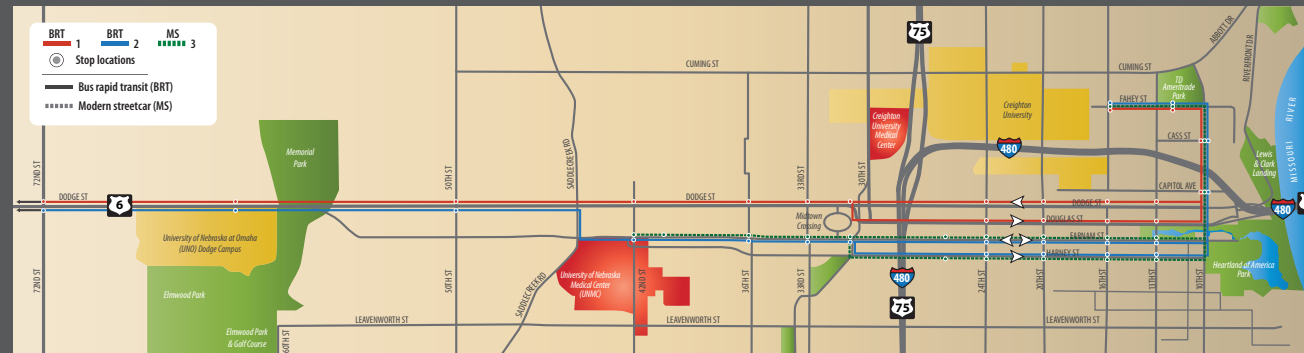 BRT BRT MS
1 2 3
Stop locations
Bus rapid transit (BRT)
Modern streetcar (MS)
72ND ST
DODGE ST
6
Memorial
Park
University of Nebraska at Omaha
(UNO) Dodge Campus
Elmwood Park
72ND ST
Elmwood Park
& Golf Course
60TH ST
50TH ST
50TH ST
LEAVENWORTH ST
SADDLECREEK RD
SADDLECREEK RD
CUMING ST
DODGE ST
University of Nebraska
Medical Center
(UNMC)
42ND ST
36TH ST
LEAVENWORTH ST
33RD ST
33RD ST
Midtown
Crossing
30TH ST
Creighton
University
Medical
Center
75
Creighton
University
480
480
75
CUMING ST
FAHEY ST
TD
Ameritrade
Park
CASS ST
CAPITOL AVE
DODGE ST
DOUGLAS ST
FARNAM ST
HARNEY ST
24TH ST
20TH ST
16TH ST
11TH ST
10TH ST
LEAVENWORTH ST
ABBOTT DR
RIVERFRONT DR
MISSOURI RIVER
Lewis
& Clark
Landing
480
Heartland of America
Park